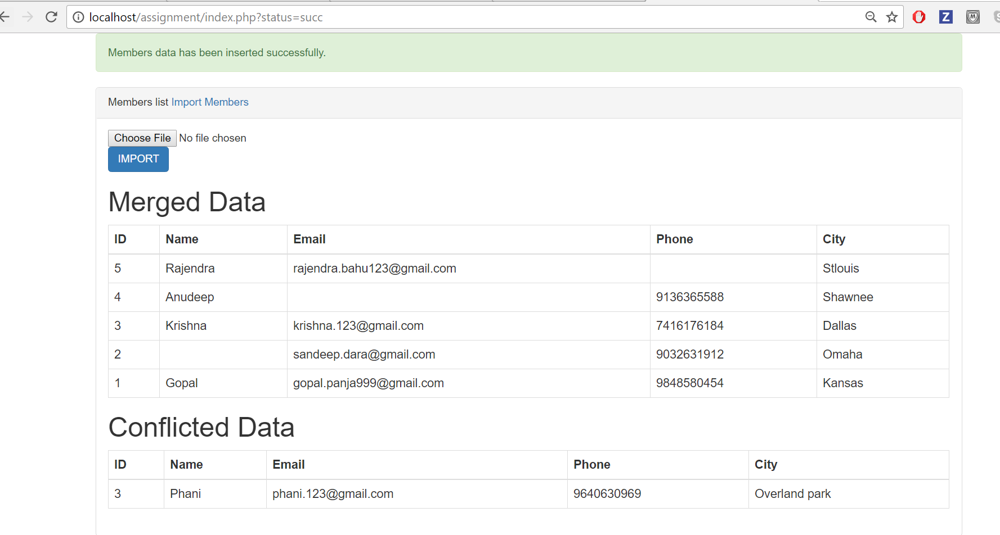 localhost/assignment/index.php?status=succ
Z
M
Members data has been inserted successfully.
Members list Import Members
Choose File No file chosen
IMPORT
Merged Data
ID Name Email Phone City
5 Rajendra rajendra.bahu123@gmail.com Stlouis
4 Anudeep 9136365588 Shawnee
3 Krishna krishna.123@gmail.com 7416176184 Dallas
2 sandeep.dara@gmail.com 9032631912 Omaha
1 Gopal gopal.panja999@gmail.com 9848580454 Kansas
Conflicted Data
ID Name Email Phone City
3 Phani phani.123@gmail.com 9640630969 Overland park